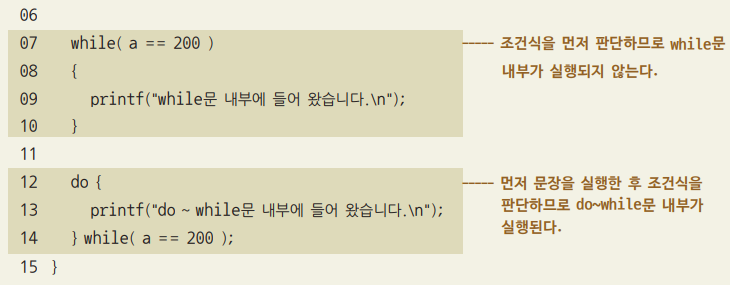 06
07 while( a == 200 ) ----- 조건식을 먼저 판단하므로 while문
08 { 내부가 실행되지 않는다.
09 printf("while문 내부에 들어 왔습니다.\n");
10 }
11
12 do { ----- 먼저 문장을 실행한 후 조건식을
13 printf("do ~ while문 내부에 들어 왔습니다.\n"); 판단하므로 do~while문 내부가
14 } while( a == 200 ); 실행된다.
15 }